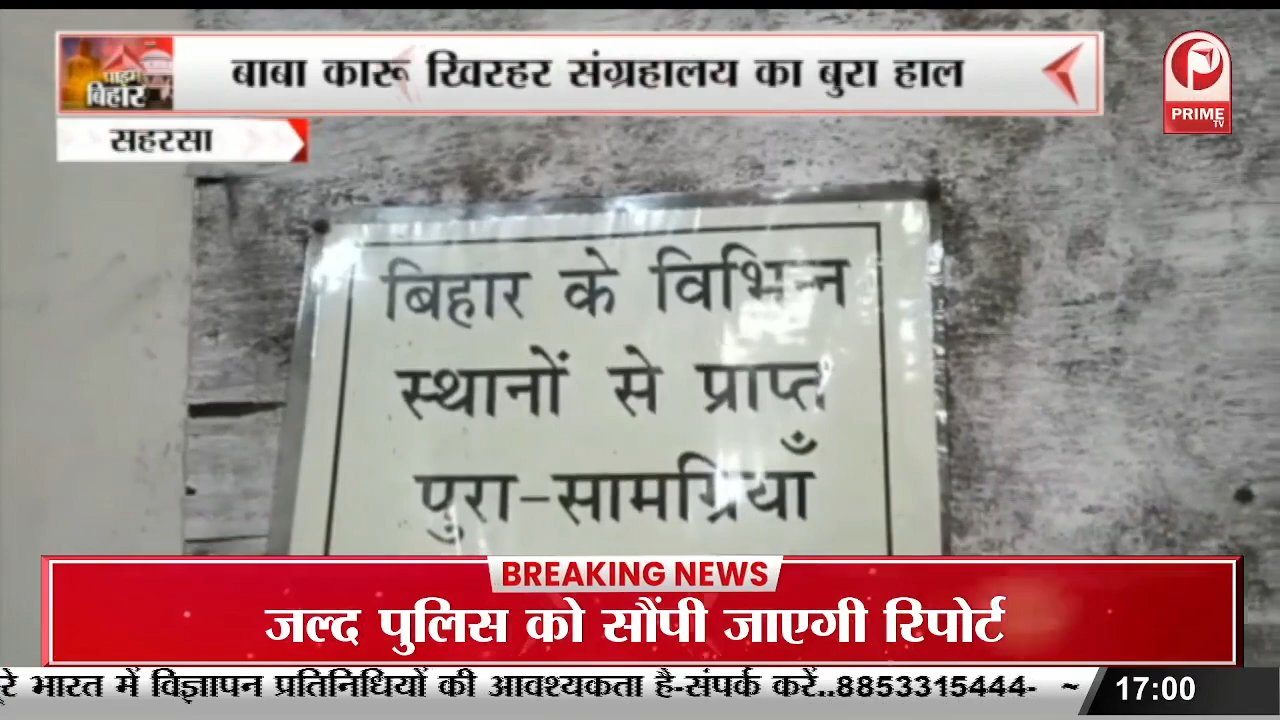 प्राइम
बिहार
बाबा कारू खिरहर संग्रहालय का बुरा हाल
PRIME
TV
सहरसा
बिहार के विभिन्न
स्थानों से प्राप्त
पुरा-सामग्रियाँ
BREAKING NEWS
जल्द पुलिस को सौंपी जाएगी रिपोर्ट
भारत में विज्ञापन प्रतिनिधियों की आवश्यकता है-संपर्क करें..8853315444- ~
17:00